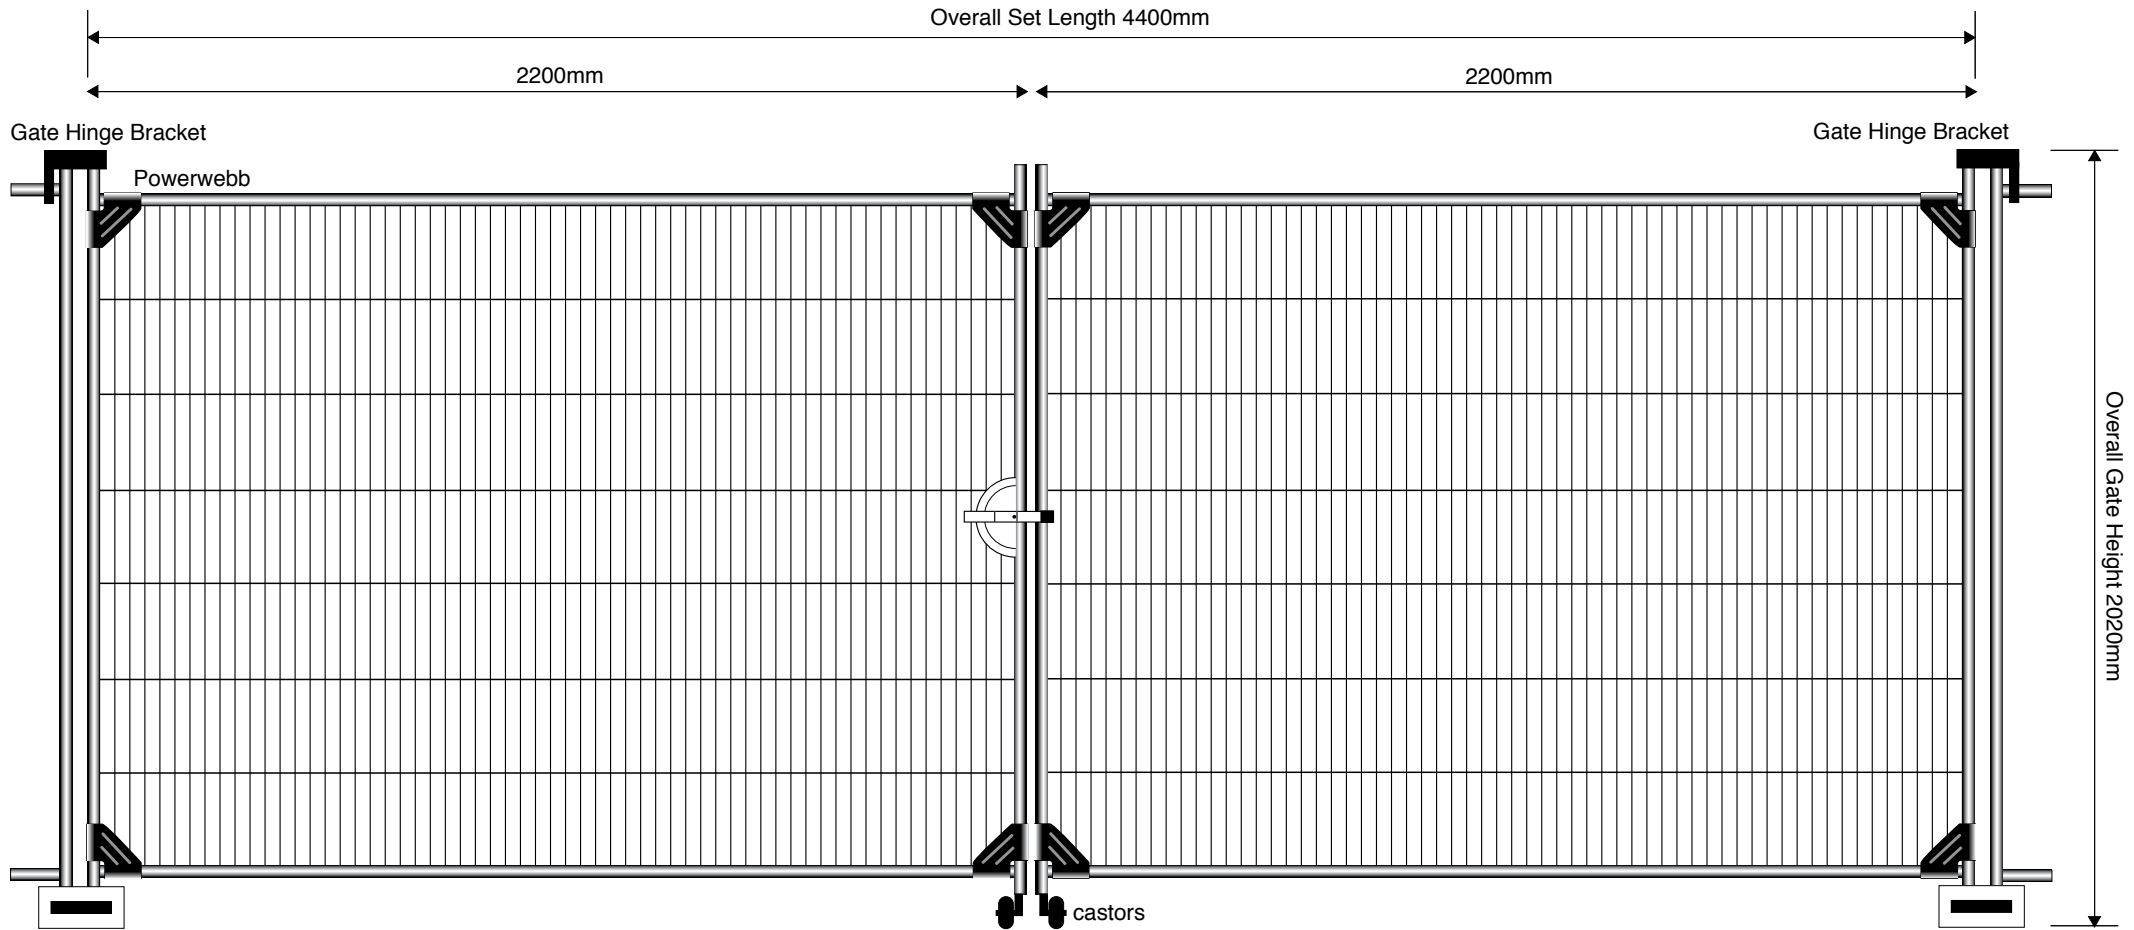 Overall Set Length 4400mm
2200mm
2200mm
Gate Hinge Bracket
Gate Hinge Bracket
Powerwebb
Overall Gate Height 2020mm
castors